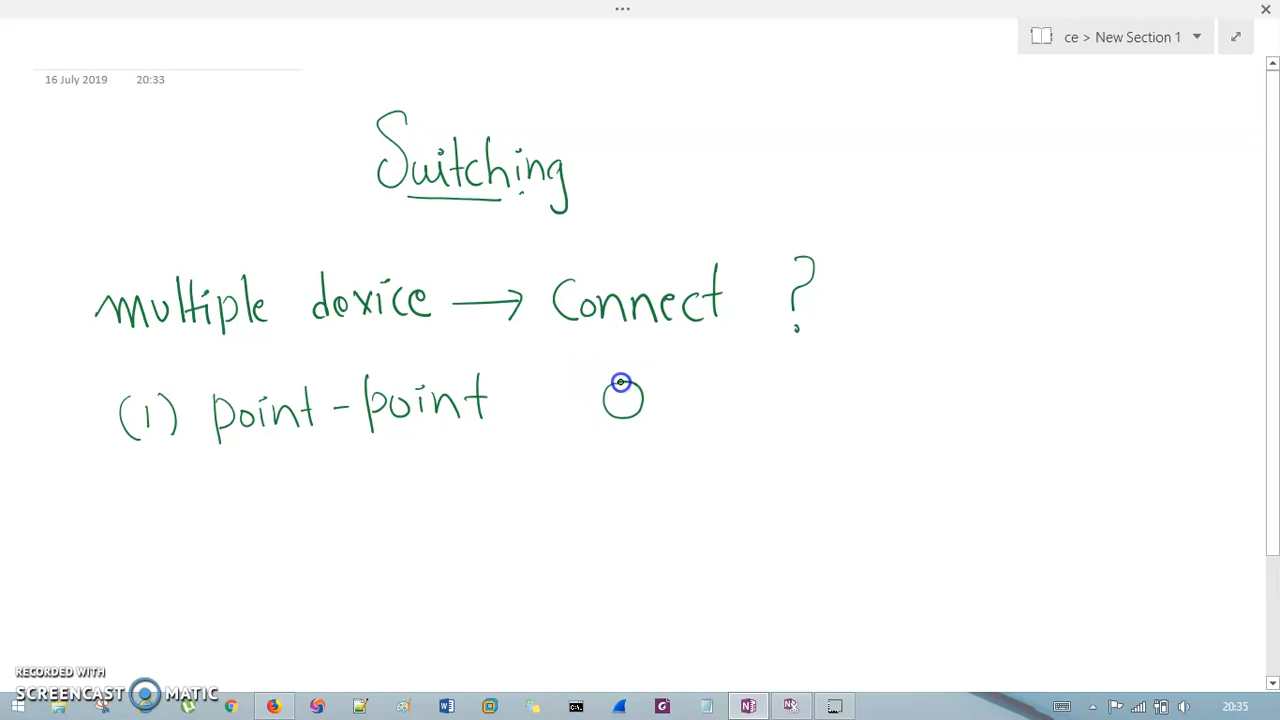 ce > New Section 1
16 July 2019 20:33
Switching
multiple device → Connect ?
(1) point - point
RECORDED WITH
SCREENCAST MATIC
20:35